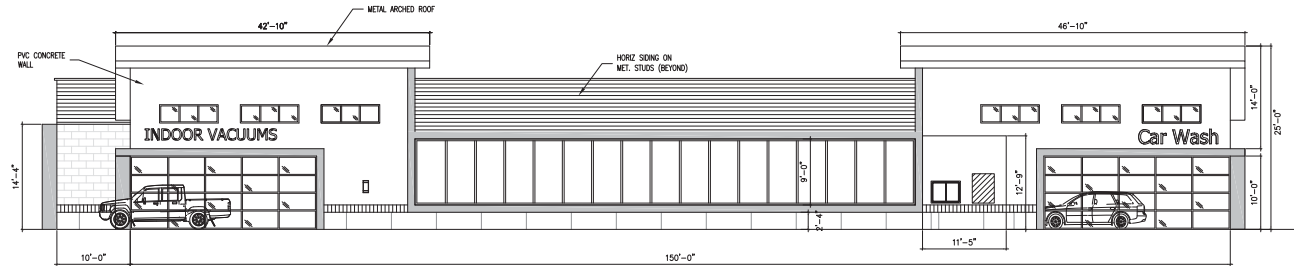 METAL ARCHED ROOF
42'-10"
46'-10"
PVC CONCRETE
WALL
HORIZ SIDING ON
MET. STUDS (BEYOND)
14'-0"
25'-0"
INDOOR VACUUMS
Car Wash
14'-4"
9'-0"
12'-9"
10'-0"
2'-4"
11'-5"
10'-0"
150'-0"